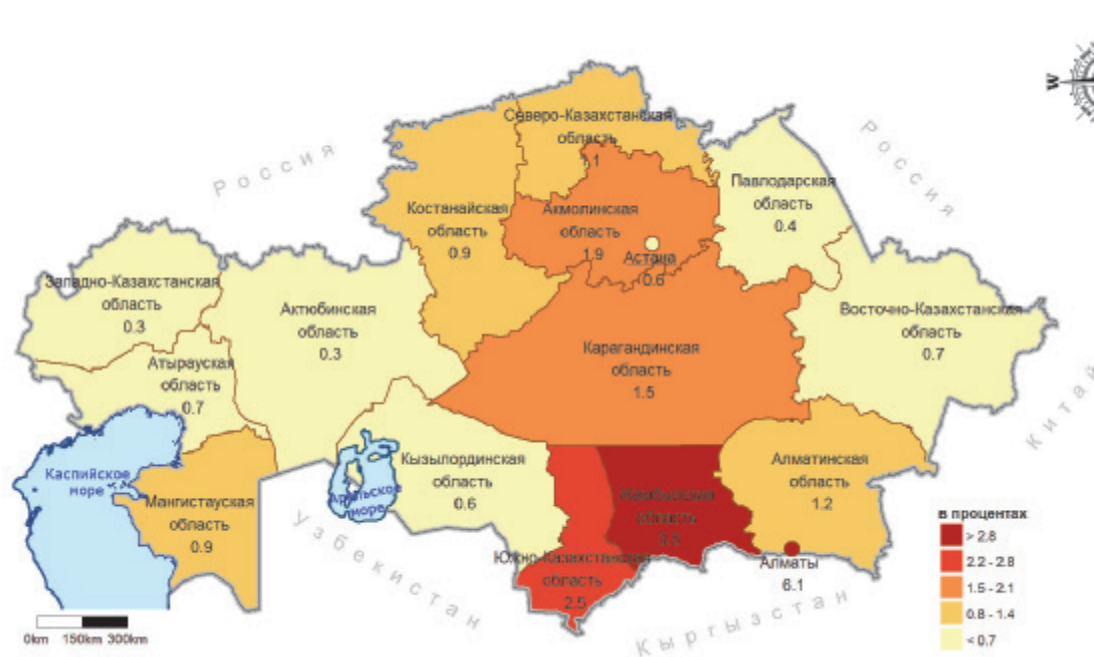 W
Россия
Россия
Северо-Казахстанская
область
1.1
Павлодарская
область
0.4
Костанайская
область
0.9
Акмолинская
область
1.9
Астана
0.6
Западно-Казахстанская
область
0.3
Актюбинская
область
0.3
Восточно-Казахстанская
область
0.7
Атырауская
область
0.7
Карагандинская
область
1.5
Китай
Каспийское
море
Мангистауская
область
0.9
Аральское
море
Кызылординская
область
0.6
Алматинская
область
1.2
Жамбылская
область
Узбекистан
Южно-Казахстанская
область
2.5
Алматы
6.1
Кыргызстан
в процентах
> 2.8
2.2 - 2.8
1.5 - 2.1
0.8 - 1.4
< 0.7
0km 150km 300km